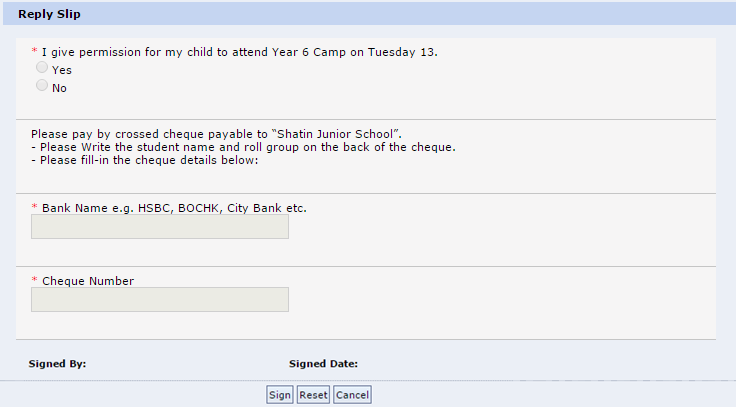 Reply Slip
* I give permission for my child to attend Year 6 Camp on Tuesday 13.
Yes
No
Please pay by crossed cheque payable to “Shatin Junior School”.
- Please Write the student name and roll group on the back of the cheque.
- Please fill-in the cheque details below:
* Bank Name e.g. HSBC, BOCHK, City Bank etc.
* Cheque Number
Signed By: Signed Date:
Sign Reset Cancel